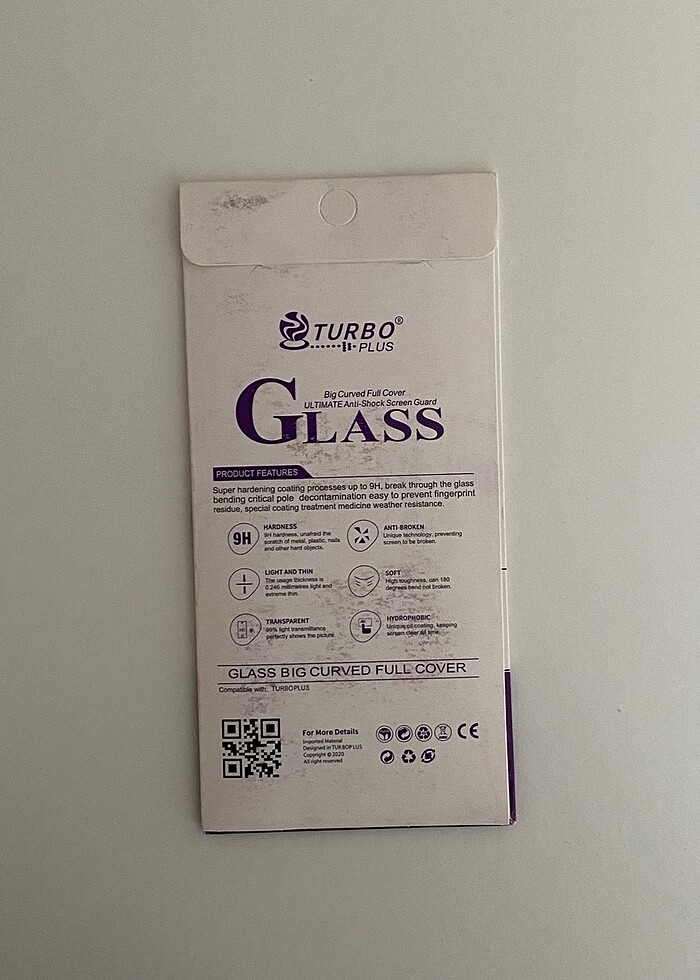 TURBO®
PLUS
Big Curved Full Cover
ULTIMATE Anti-Shock Screen Guard
GLASS
PRODUCT FEATURES
Super hardening coating processes up to 9H, break through the glass
bending critical pole decontamination easy to prevent fingerprint
residue, special coating treatment medicine weather resistance.
9H
HARDNESS
9H hardness, unafraid the
scratch of metal, plastic, nails
and other hard objects.
ANTI-BROKEN
Unique technology, preventing
screen to be broken.
LIGHT AND THIN
The usage thickness is
0.246 millimetres light and
extreme thin.
SOFT
High toughness, can 180
degrees bend not broken.
TRANSPARENT
99% light transmittance
perfectly shows the picture.
HYDROPHOBIC
Unique oil coating, keeping
screen clear all time.
GLASS BIG CURVED FULL COVER
Compatible with: TURBOPLUS
For More Details
Imported Material
Designed in TURBOPLUS
Copyright © 2020
All right reserved
CE